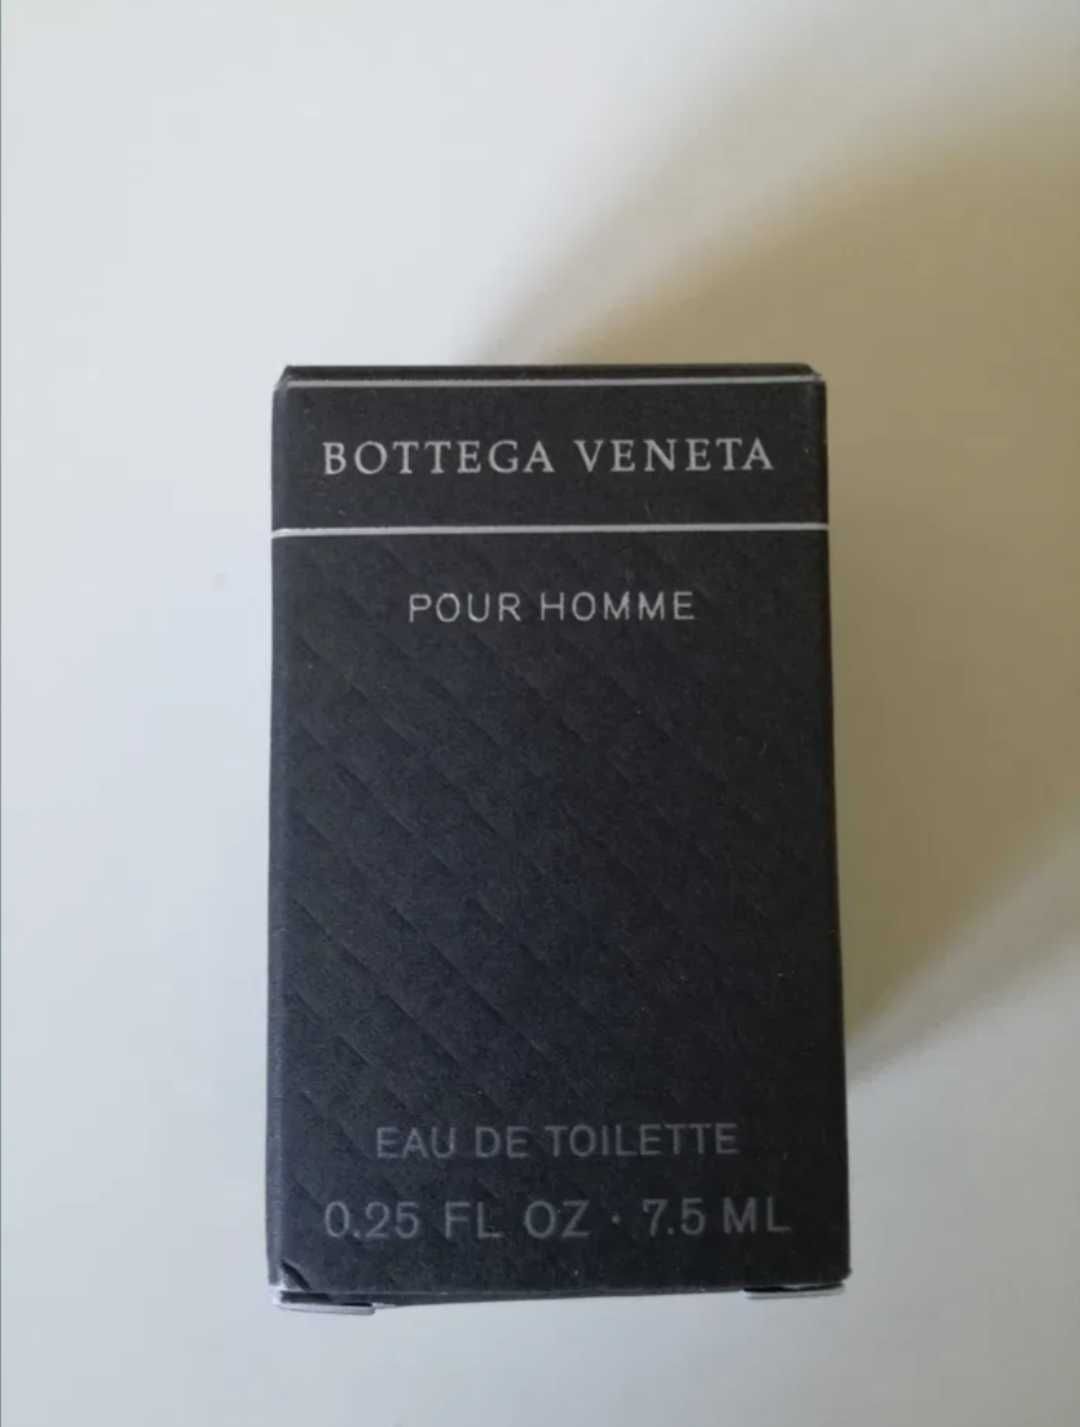 BOTTEGA VENETA
POUR HOMME
EAU DE TOILETTE
0.25 FL OZ · 7.5 ML